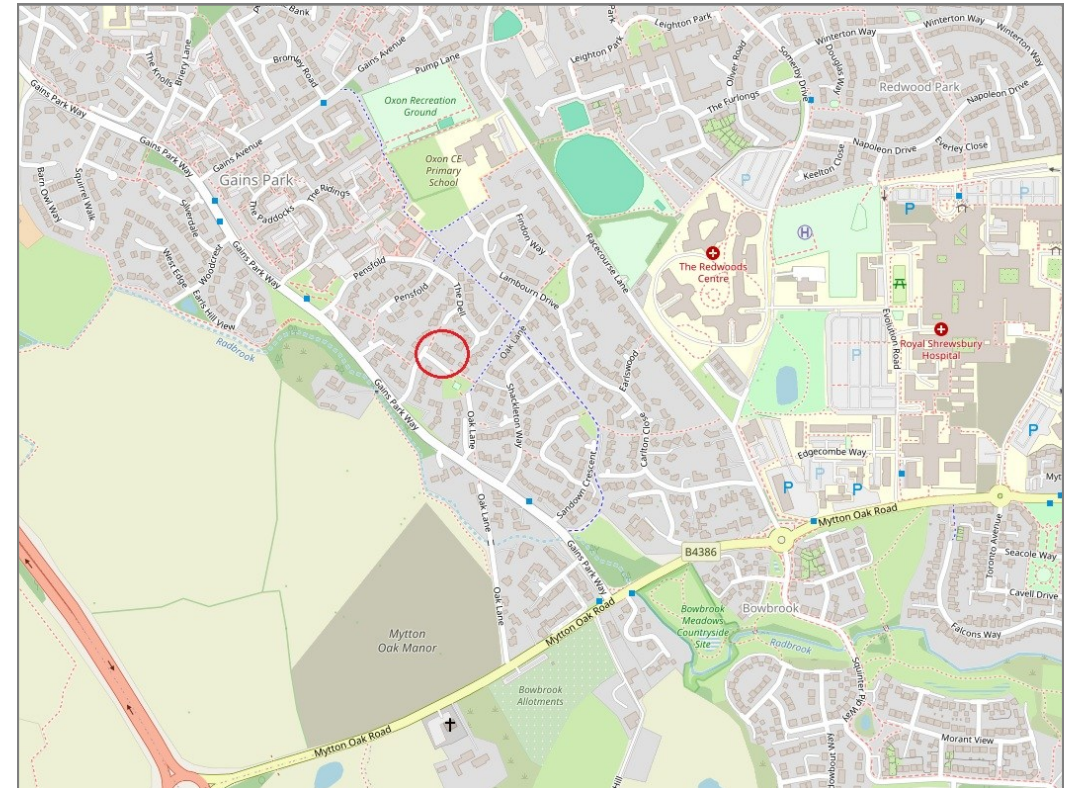 Leighton Park
Winterton Way
Winterton Way
Winterton Way
Bank
Park
Briery Lane
The Knolls
Bromley Road
Gains Avenue
Pump Lane
Leighton Park
Oliver Road
Somerby Drive
Douglas Way
Redwood Park
Napoleon Drive
Gains Park Way
Oxon Recreation
Ground
The Furlongs
Gains Park Way
Gains Avenue
Oxon CE
Primary
School
Napoleon Drive
Everley Close
Keelton Close
Gains Park
Barn Owl Way
Squirrel Walk
The Ridings
The Paddocks
Silverdale
P
P
P
H
Findon Way
Racecourse Lane
West Edge
Woodcrest
Gains Park Way
The Redwoods
Centre
Pensfold
Pensfold
Lambourn Drive
The Dell
Earls Hill View
Radbrook
Oak Lane
Evolution Road
Royal Shrewsbury
Hospital
P
Earlswood
Gains Park Way
Shackleton Way
Oak Lane
Carlton Close
P
Edgecombe Way
P
P
P
Myt
Sandown Crescent
Oak Lane
Mytton Oak Road
B4386
Toronto Avenue
Seacole Way
Gains Park Way
Cavell Drive
Oak Lane
Mytton Oak Road
Bowbrook
Meadows
Countryside
Site
Bowbrook
Falcons Way
Mytton
Oak Manor
Radbrook
Squinter Pip Way
Bowbrook
Allotments
Mytton Oak Road
Morant View
owbout Way
Hill